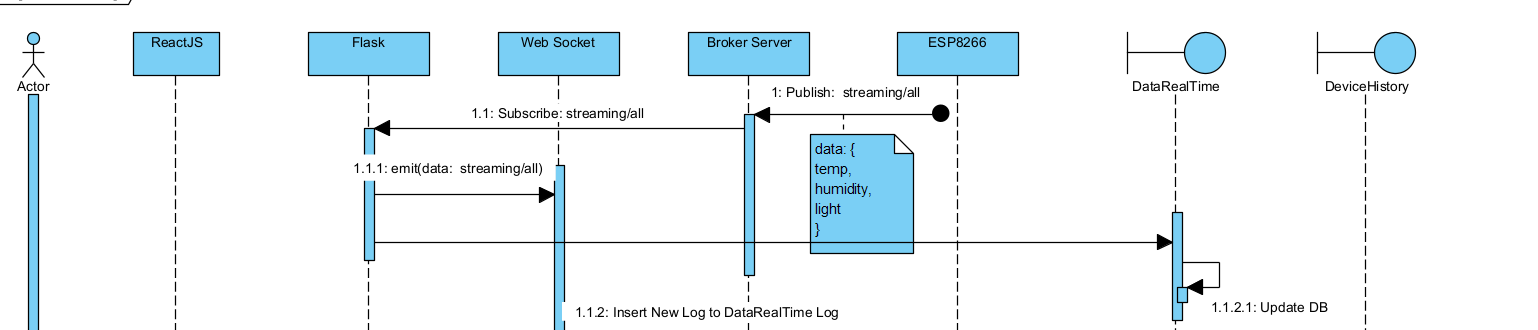 ReactJS
Flask
Web Socket
Broker Server
ESP8266
Actor
DataRealTime
DeviceHistory
1: Publish:  streaming/all
1.1: Subscribe: streaming/all
data: {
temp,
humidity,
light
}
1.1.1: emit(data:  streaming/all)
1.1.2: Insert New Log to DataRealTime Log
1.1.2.1: Update DB